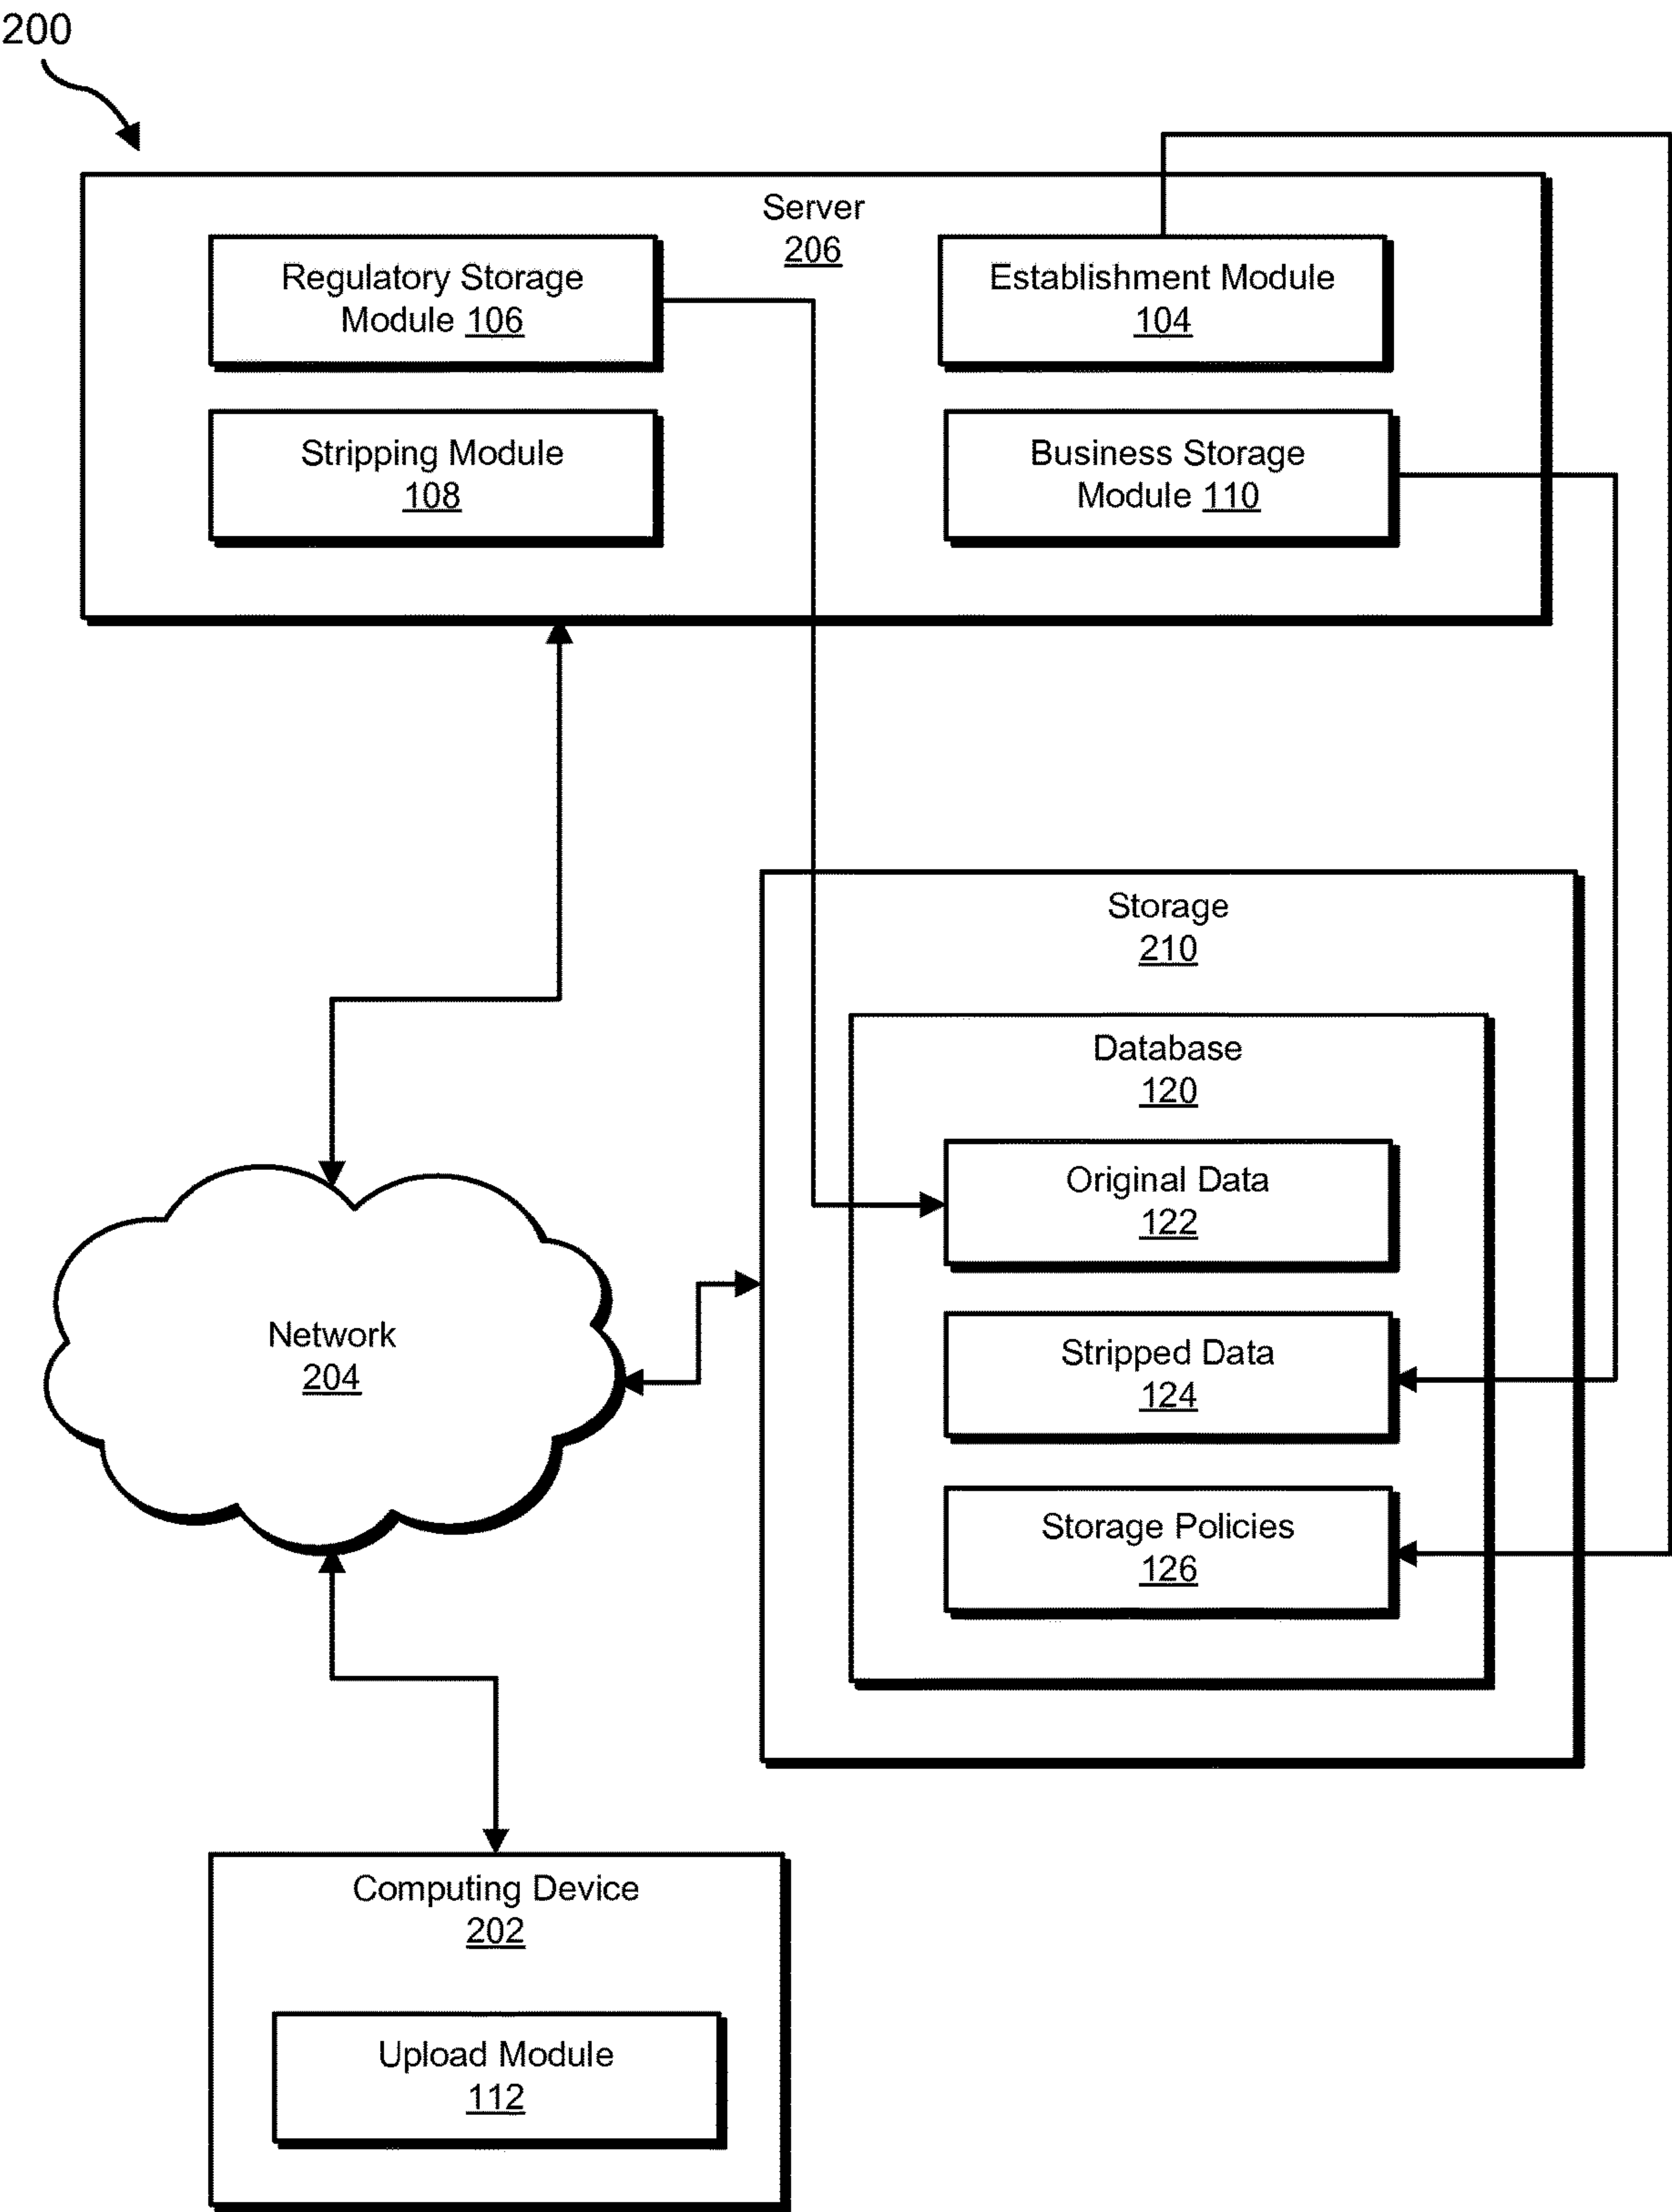 200
Server
206
Regulatory Storage
Module 106
Establishment Module
104
Stripping Module
108
Business Storage
Module 110
Storage
210
Database
120
Original Data
122
Stripped Data
124
Storage Policies
126
Network
204
Computing Device
202
Upload Module
112